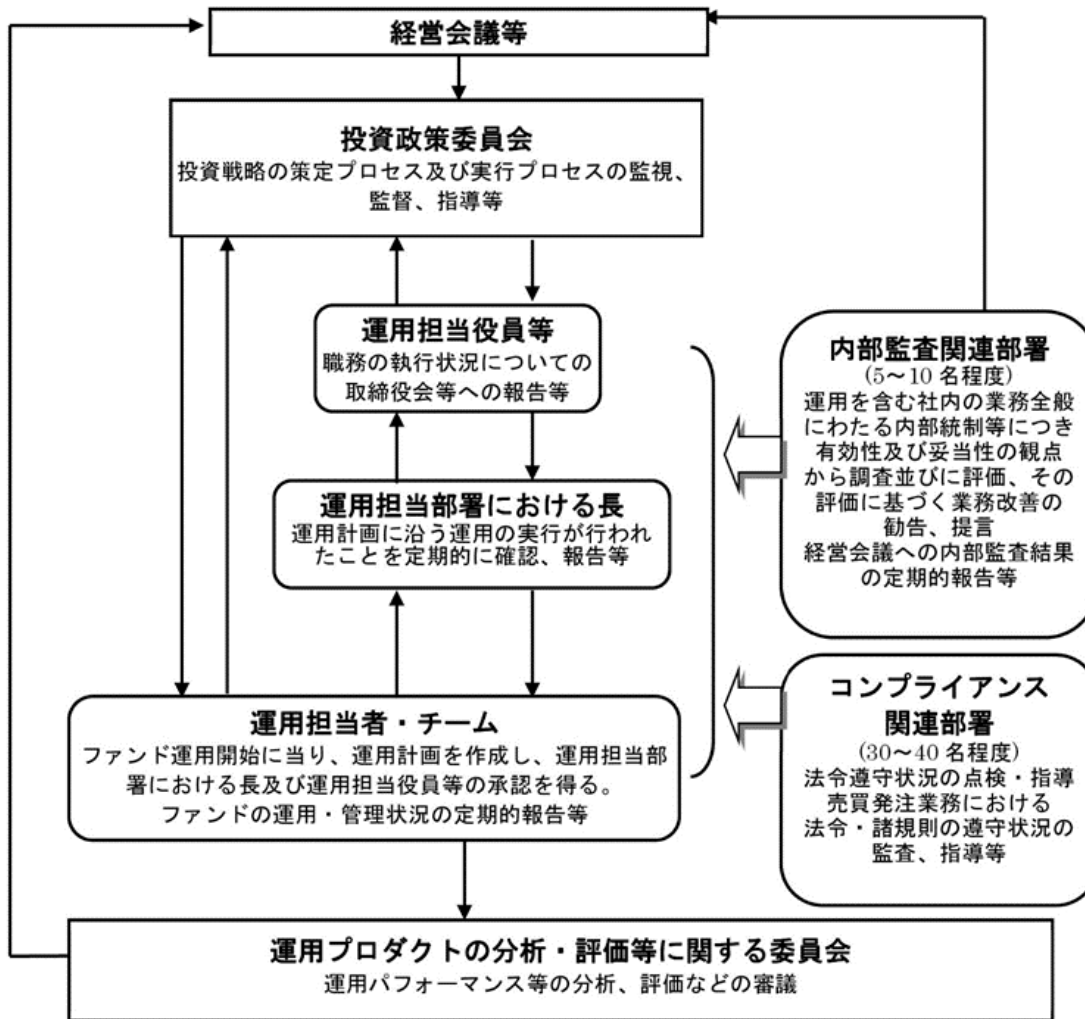 経営会議等
投資政策委員会
投資戦略の策定プロセス及び実行プロセスの監視、
監督、指導等
運用担当役員等
職務の執行状況についての
取締役会等への報告等
運用担当部署における長
運用計画に沿う運用の実行が行われ
たことを定期的に確認、報告等
運用担当者・チーム
ファンド運用開始に当り、運用計画を作成し、運用担当部
署における長及び運用担当役員等の承認を得る。
ファンドの運用・管理状況の定期的報告等
内部監査関連部署
(5～10 名程度)
運用を含む社内の業務全般
にわたる内部統制等につき
有効性及び妥当性の観点
から調査並びに評価、その
評価に基づく業務改善の
勧告、提言
経営会議への内部監査結果
の定期的報告等
コンプライアンス
関連部署
(30～40 名程度)
法令遵守状況の点検・指導
売買発注業務における
法令・諸規則の遵守状況の
監査、指導等
運用プロダクトの分析・評価等に関する委員会
運用パフォーマンス等の分析、評価などの審議